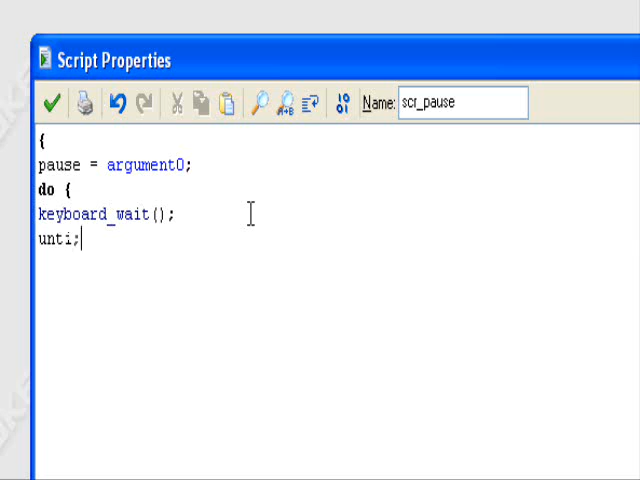 Script Properties
Name: scr_pause
{
pause = argument0;
do {
keyboard_wait();
unti;